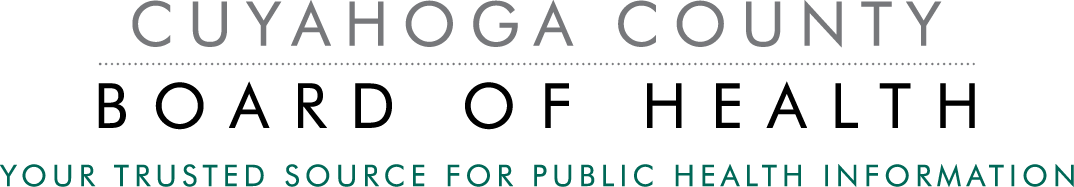 CUYAHOGA COUNTY
BOARD OF HEALTH
YOUR TRUSTED SOURCE FOR PUBLIC HEALTH INFORMATION